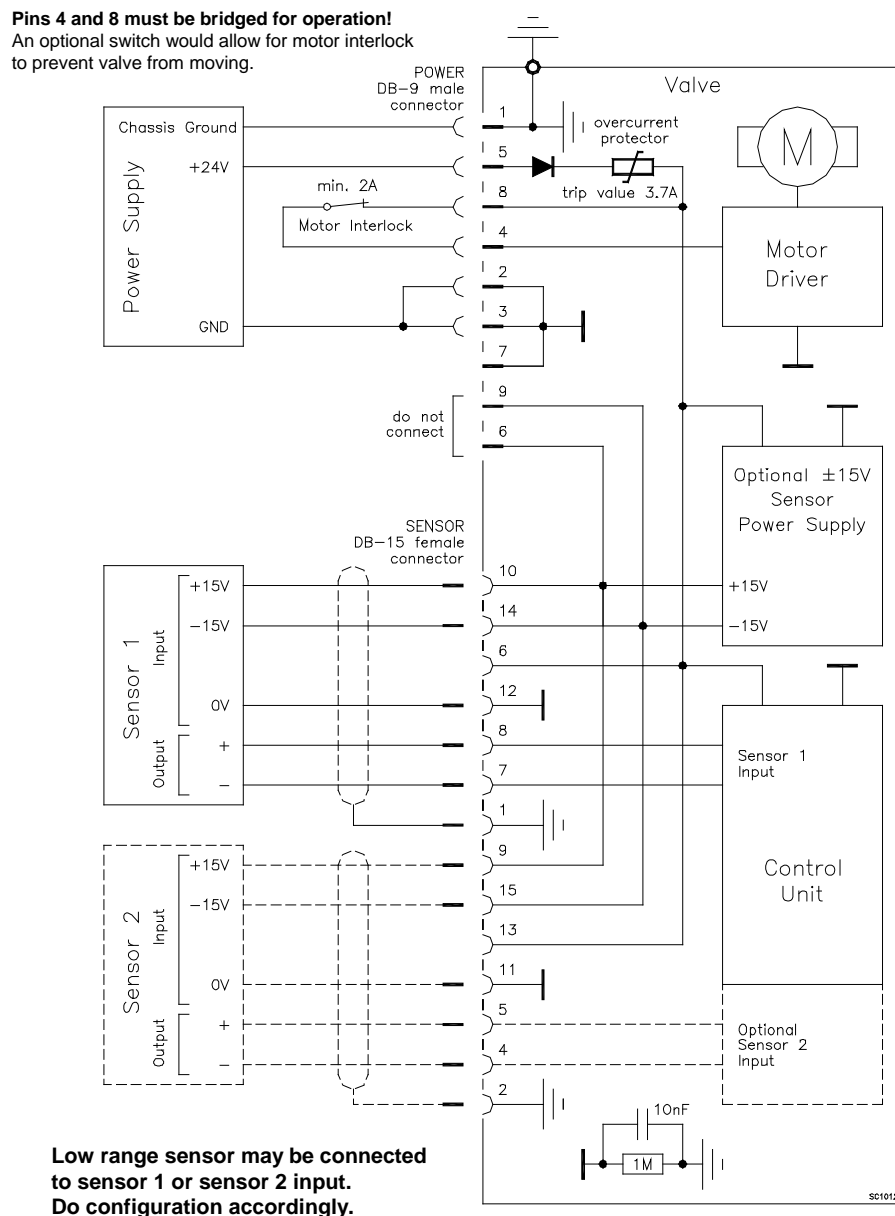 Pins 4 and 8 must be bridged for operation!
An optional switch would allow for motor interlock
to prevent valve from moving.
POWER
DB-9 male
connector
Valve
Chassis Ground
1
overcurrent
protector
M
+24V
5
min. 2A
8
trip value 3.7A
Motor Interlock
4
Motor
Driver
Power Supply
2
GND
3
7
9
do not
connect
6
Optional ±15V
Sensor
Power Supply
SENSOR
DB-15 female
connector
10
+15V
+15V
14
-15V
-15V
Input
Sensor 1
6
12
0V
8
+
Sensor 1
Input
Output
7
−
1
9
+15V
Control
Unit
15
-15V
Input
Sensor 2
13
11
0V
5
+
Optional
Sensor 2
Input
Output
4
−
2
10nF
1M
Low range sensor may be connected
to sensor 1 or sensor 2 input.
Do configuration accordingly.